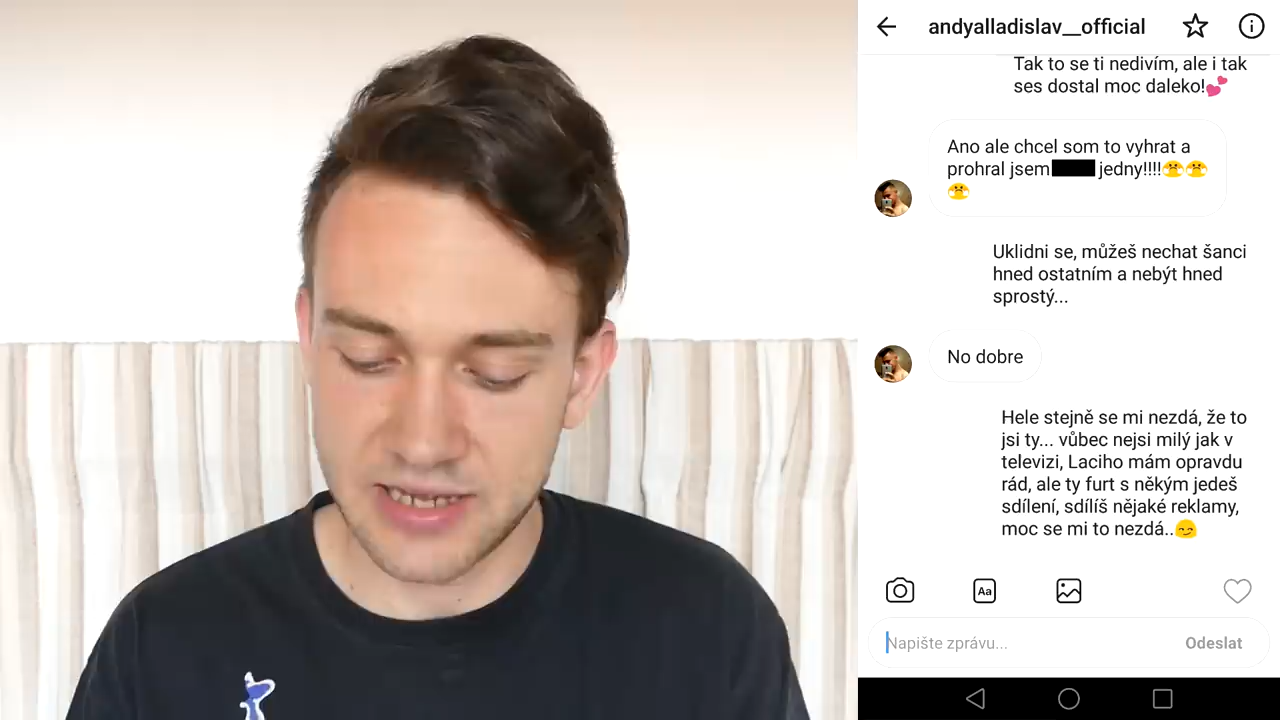 andyalladislav__official
Tak to se ti nedivím, ale i tak
ses dostal moc daleko!💕
Ano ale chcel som to vyhrat a
prohral jsem jedny!!!!😤😤
😤
Uklidni se, můžeš nechat šanci
hned ostatním a nebýt hned
sprostý...
No dobre
Hele stejně se mi nezdá, že to
jsi ty... vůbec nejsi milý jak v
televizi, Laciho mám opravdu
rád, ale ty furt s někým jedeš
sdílení, sdílíš nějaké reklamy,
moc se mi to nezdá..😏
Aa
Napište zprávu... Odeslat